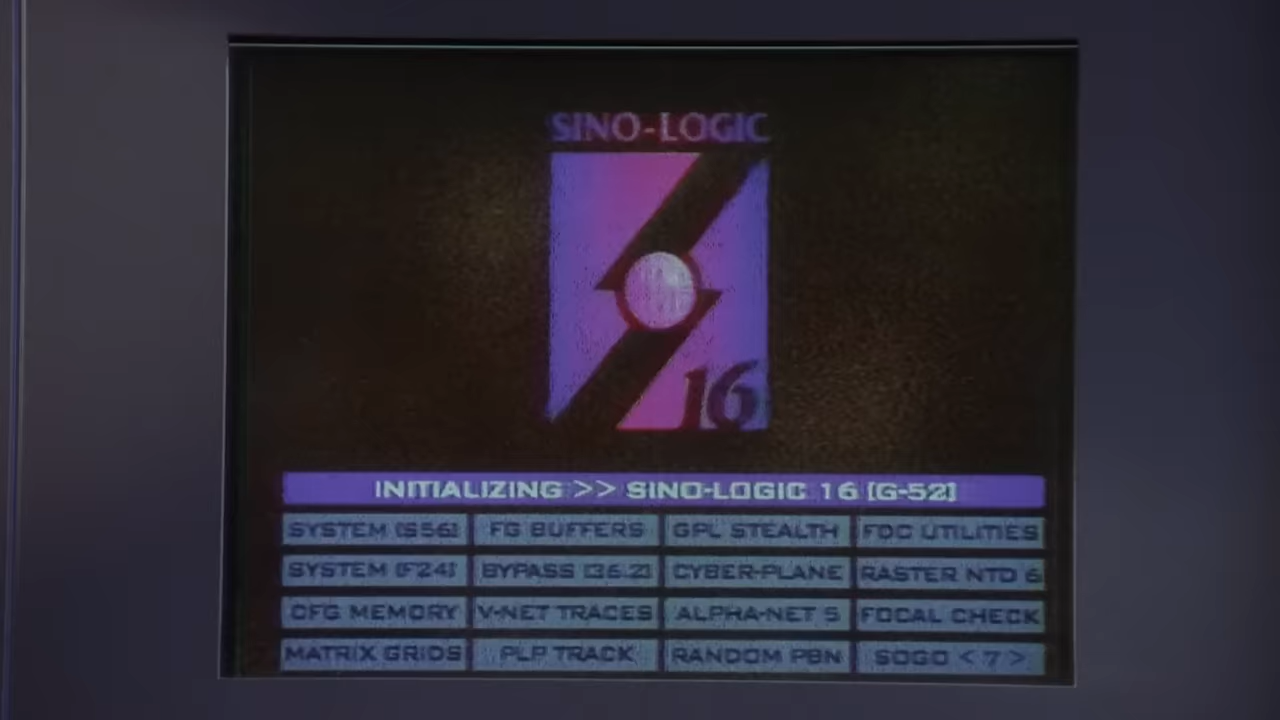 SINO-LOGIC
16
INITIALIZING >> SINO-LOGIC 16 [G-52]
SYSTEM [S56] FG BUFFERS GPL STEALTH FDC UTILITIES
SYSTEM [F24] BYPASS [36.2] CYBER-PLANE RASTER NTD 6
CFG MEMORY V-NET TRACES ALPHA-NET 5 FOCAL CHECK
MATRIX GRIDS PLP TRACK RANDOM PBN SOGO < 7 >